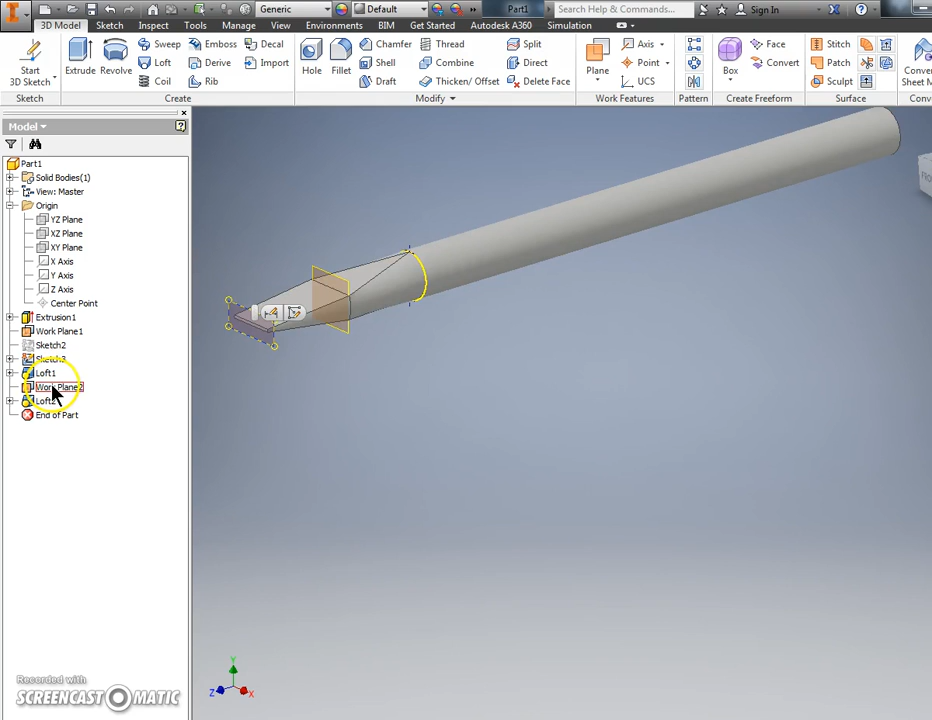 Generic Default Part1 Search Help & Commands... Sign In
3D Model Sketch Inspect Tools Manage View Environments BIM Autodesk A360 Simulation
Start 3D Sketch
Extrude Revolve
Sweep Emboss Decal
Loft Derive Import
Coil Rib
Hole Fillet
Chamfer Thread Split
Shell Combine Direct
Draft Thicken/ Offset Delete Face
Plane
Axis
Point
UCS
Box
Face
Convert
Stitch
Patch
Sculpt
Sketch Create Modify Work Features Pattern Create Freeform Surface
Model
Part1
Solid Bodies(1)
View: Master
Origin
YZ Plane
XZ Plane
XY Plane
X Axis
Y Axis
Z Axis
Center Point
Extrusion1
Work Plane1
Sketch2
Sketch3
Loft1
Work Plane2
Loft2
End of Part
Y
Z X
Recorded with
SCREENCAST MATIC